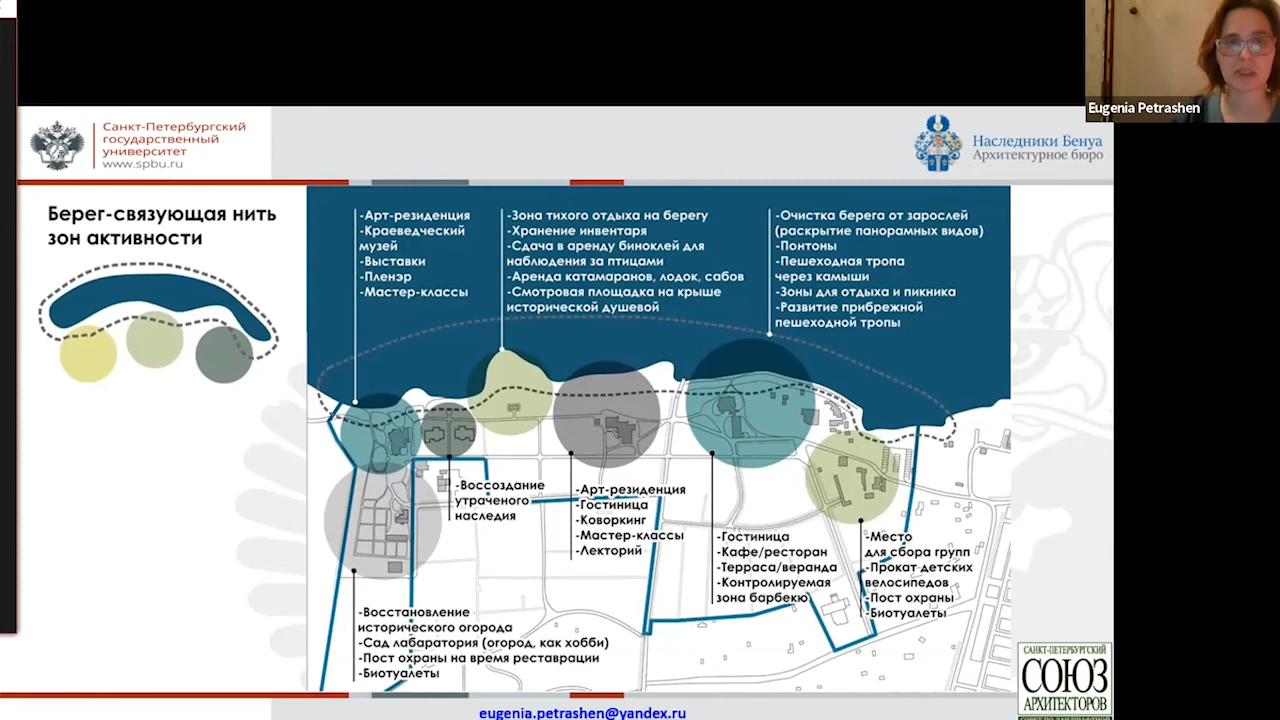 Eugenia Petrashen
Санкт-Петербургский
государственный
университет
www.spbu.ru
Наследники Бенуа
Архитектурное бюро
Берег-связующая нить
зон активности
-Арт-резиденция
-Краеведческий
музей
-Выставки
-Пленэр
-Мастер-классы
-Зона тихого отдыха на берегу
-Хранение инвентаря
-Сдача в аренду биноклей для
наблюдения за птицами
-Аренда катамаранов, лодок, сабов
-Смотровая площадка на крыше
исторической душевой
-Очистка берега от зарослей
(раскрытие панорамных видов)
-Понтоны
-Пешеходная тропа
через камыши
-Зоны для отдыха и пикника
-Развитие прибрежной
пешеходной тропы
-Воссоздание
утраченого
наследия
-Арт-резиденция
-Гостиница
-Коворкинг
-Мастер-классы
-Лекторий
-Гостиница
-Кафе/ресторан
-Терраса/веранда
-Контролируемая
зона барбекю
-Место
для сбора групп
-Прокат детских
велосипедов
-Пост охраны
-Биотуалеты
-Восстановление
исторического огорода
-Сад лабаратория (огород, как хобби)
-Пост охраны на время реставрации
-Биотуалеты
САНКТ-ПЕТЕРБУРГСКИЙ
СОЮЗ
АРХИТЕКТОРОВ
eugenia.petrashen@yandex.ru